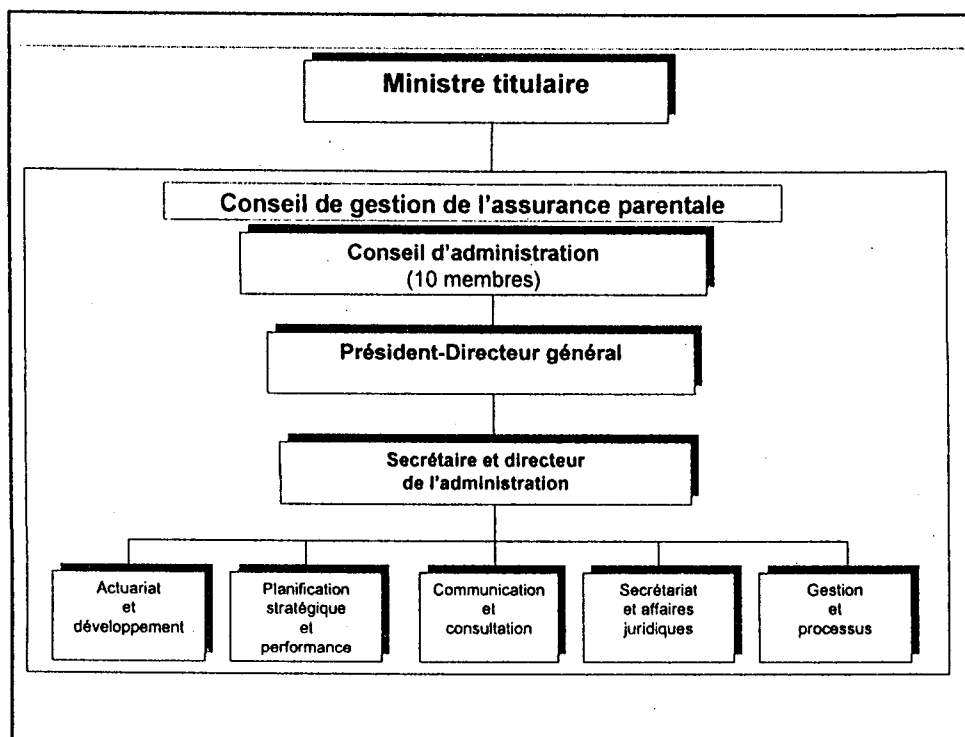 Ministre titulaire
Conseil de gestion de l'assurance parentale
Conseil d'administration
(10 membres)
Président-Directeur général
Secrétaire et directeur
de l'administration
Actuariat
et
développement
Planification
stratégique
et
performance
Communication
et
consultation
Secrétariat
et affaires
juridiques
Gestion
et
processus